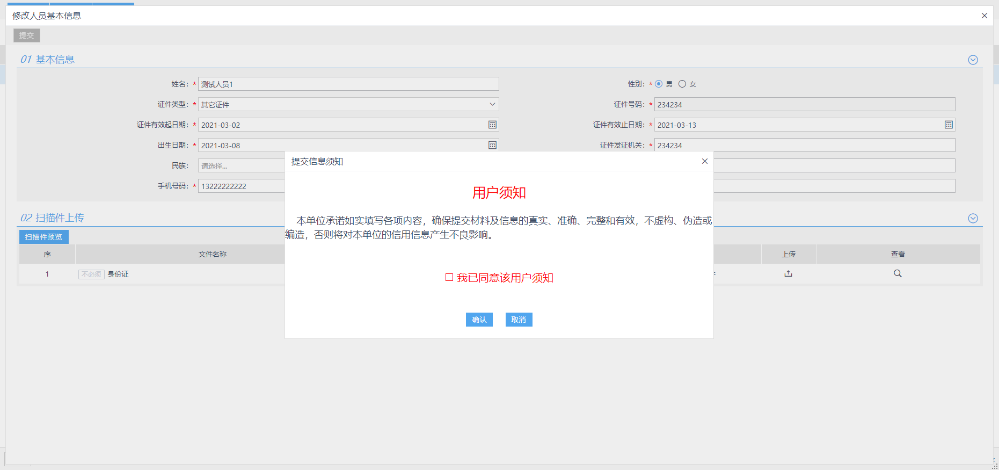 修改人员基本信息
提交
01 基本信息
姓名：* 测试人员1
性别：* 男 女
证件类型：* 其它证件
证件号码：* 234234
证件有效起日期：* 2021-03-02
证件有效止日期：* 2021-03-13
出生日期：* 2021-03-08
证件发证机关：* 234234
民族： 请选择...
手机号码：* 13222222222
提交信息须知
用户须知
本单位承诺如实填写各项内容，确保提交材料及信息的真实、准确、完整和有效，不虚构、伪造或
编造，否则将对本单位的信用信息产生不良影响。
我已同意该用户须知
确认 取消
02 扫描件上传
扫描件预览
序 文件名称 上传 查看
1 不必须 身份证